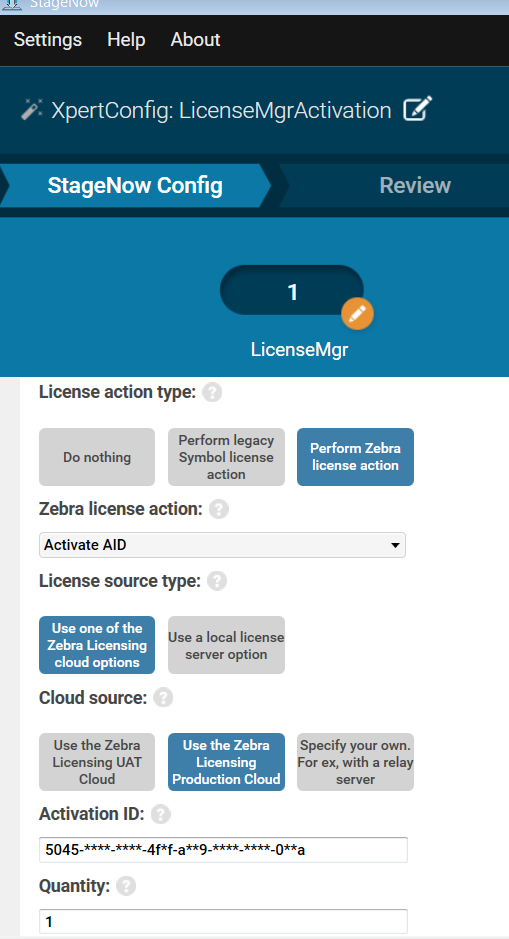 StageNow
Settings Help About
XpertConfig: LicenseMgrActivation
StageNow Config Review
1
LicenseMgr
License action type: ?
Do nothing
Perform legacy
Symbol license
action
Perform Zebra
license action
Zebra license action: ?
Activate AID
License source type: ?
Use one of the
Zebra Licensing
cloud options
Use a local license
server option
Cloud source: ?
Use the Zebra
Licensing UAT
Cloud
Use the Zebra
Licensing
Production Cloud
Specify your own.
For ex, with a relay
server
Activation ID: ?
5045-****-****-4f*f-a**9-****-****-0**a
Quantity: ?
1